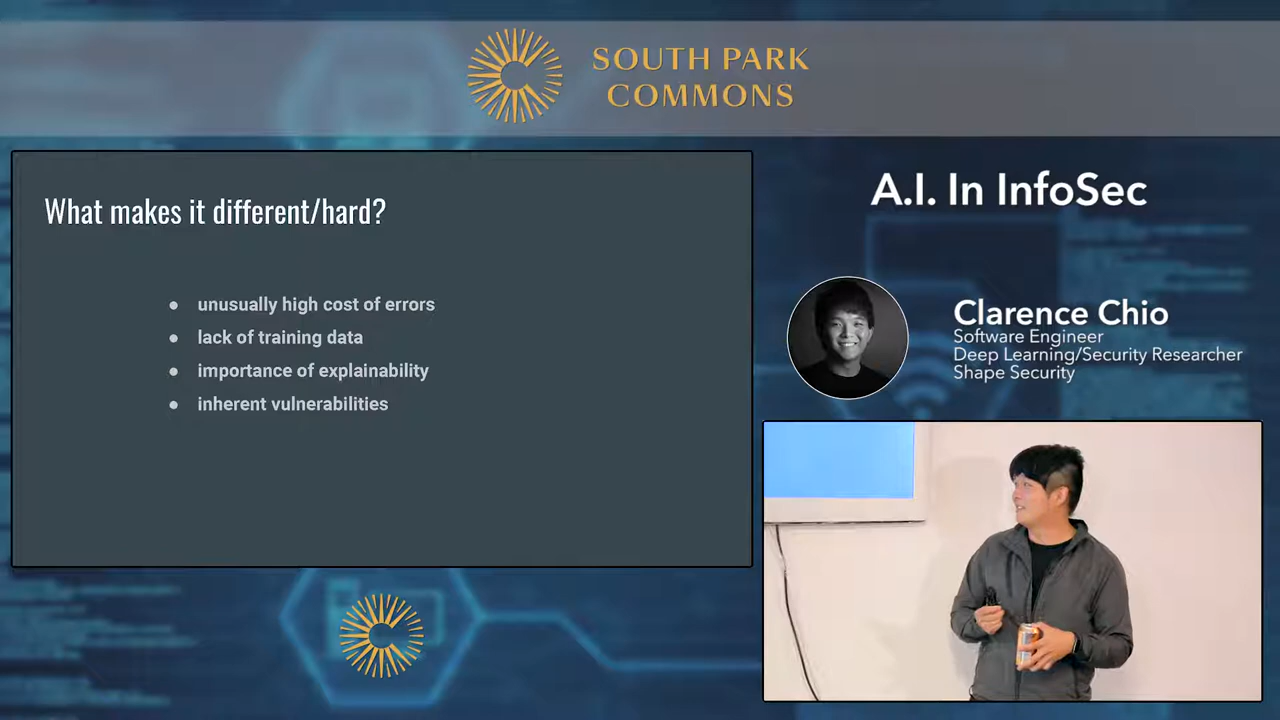 SOUTH PARK
COMMONS
What makes it different/hard?
● unusually high cost of errors
● lack of training data
● importance of explainability
● inherent vulnerabilities
A.I. In InfoSec
Clarence Chio
Software Engineer
Deep Learning/Security Researcher
Shape Security